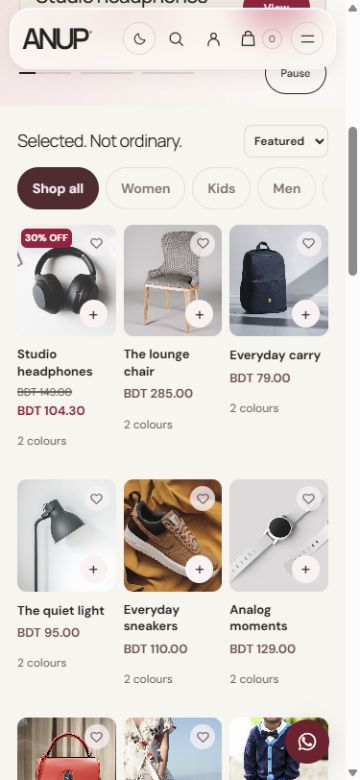 Studio headphones
View
ANUP
0
Pause
Selected. Not ordinary.
Featured
Shop all
Women
Kids
Men
30% OFF
Studio
headphones
BDT 149.00
BDT 104.30
2 colours
The lounge
chair
BDT 285.00
2 colours
Everyday carry
BDT 79.00
2 colours
The quiet light
BDT 95.00
2 colours
Everyday
sneakers
BDT 110.00
2 colours
Analog
moments
BDT 129.00
2 colours